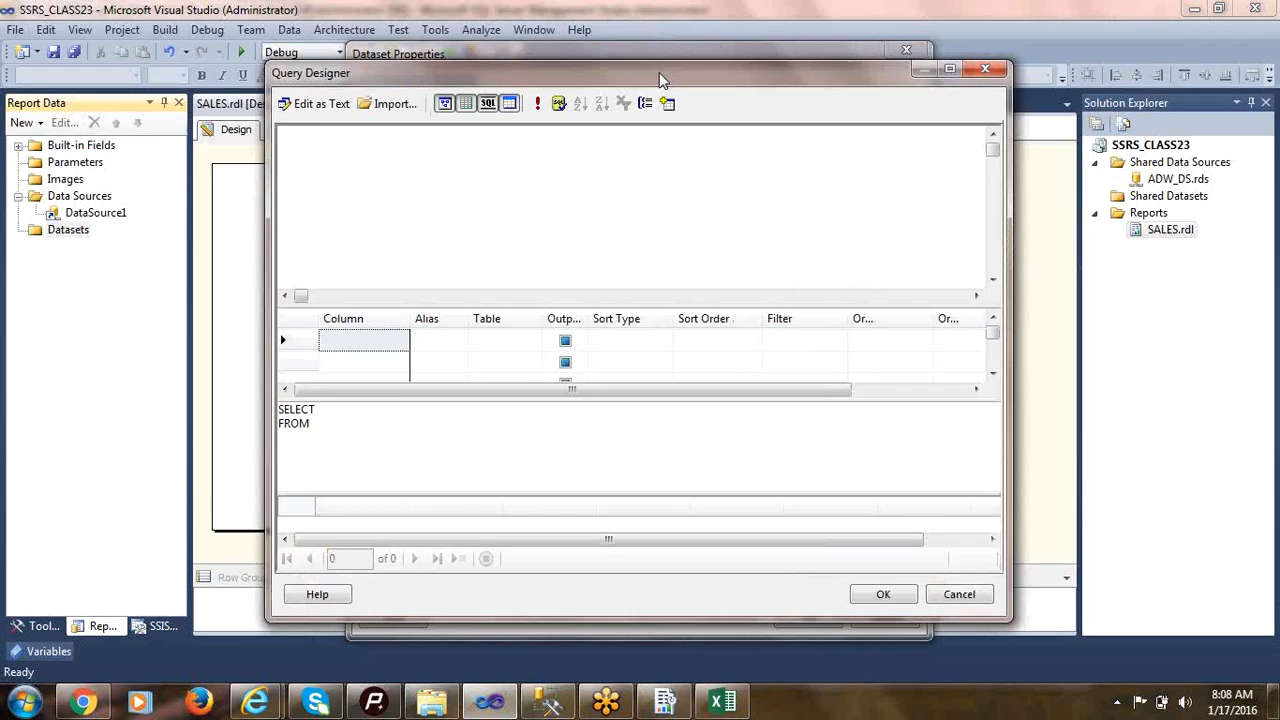 SSRS_CLASS23 - Microsoft Visual Studio (Administrator)
File Edit View Project Build Debug Team Data Architecture Test Tools Analyze Window Help
Debug
Dataset Properties
Query Designer
Report Data
SALES.rdl [De
Solution Explorer
Edit as Text Import...
New Edit...
Design
Built-in Fields
Parameters
Images
Data Sources
DataSource1
Datasets
SSRS_CLASS23
Shared Data Sources
ADW_DS.rds
Shared Datasets
Reports
SALES.rdl
Column Alias Table Outp... Sort Type Sort Order Filter Or... Or...
SELECT
FROM
0 of 0
Row Grou
Help OK Cancel
Tool... Rep... SSIS...
Variables
Ready
8:08 AM
1/17/2016